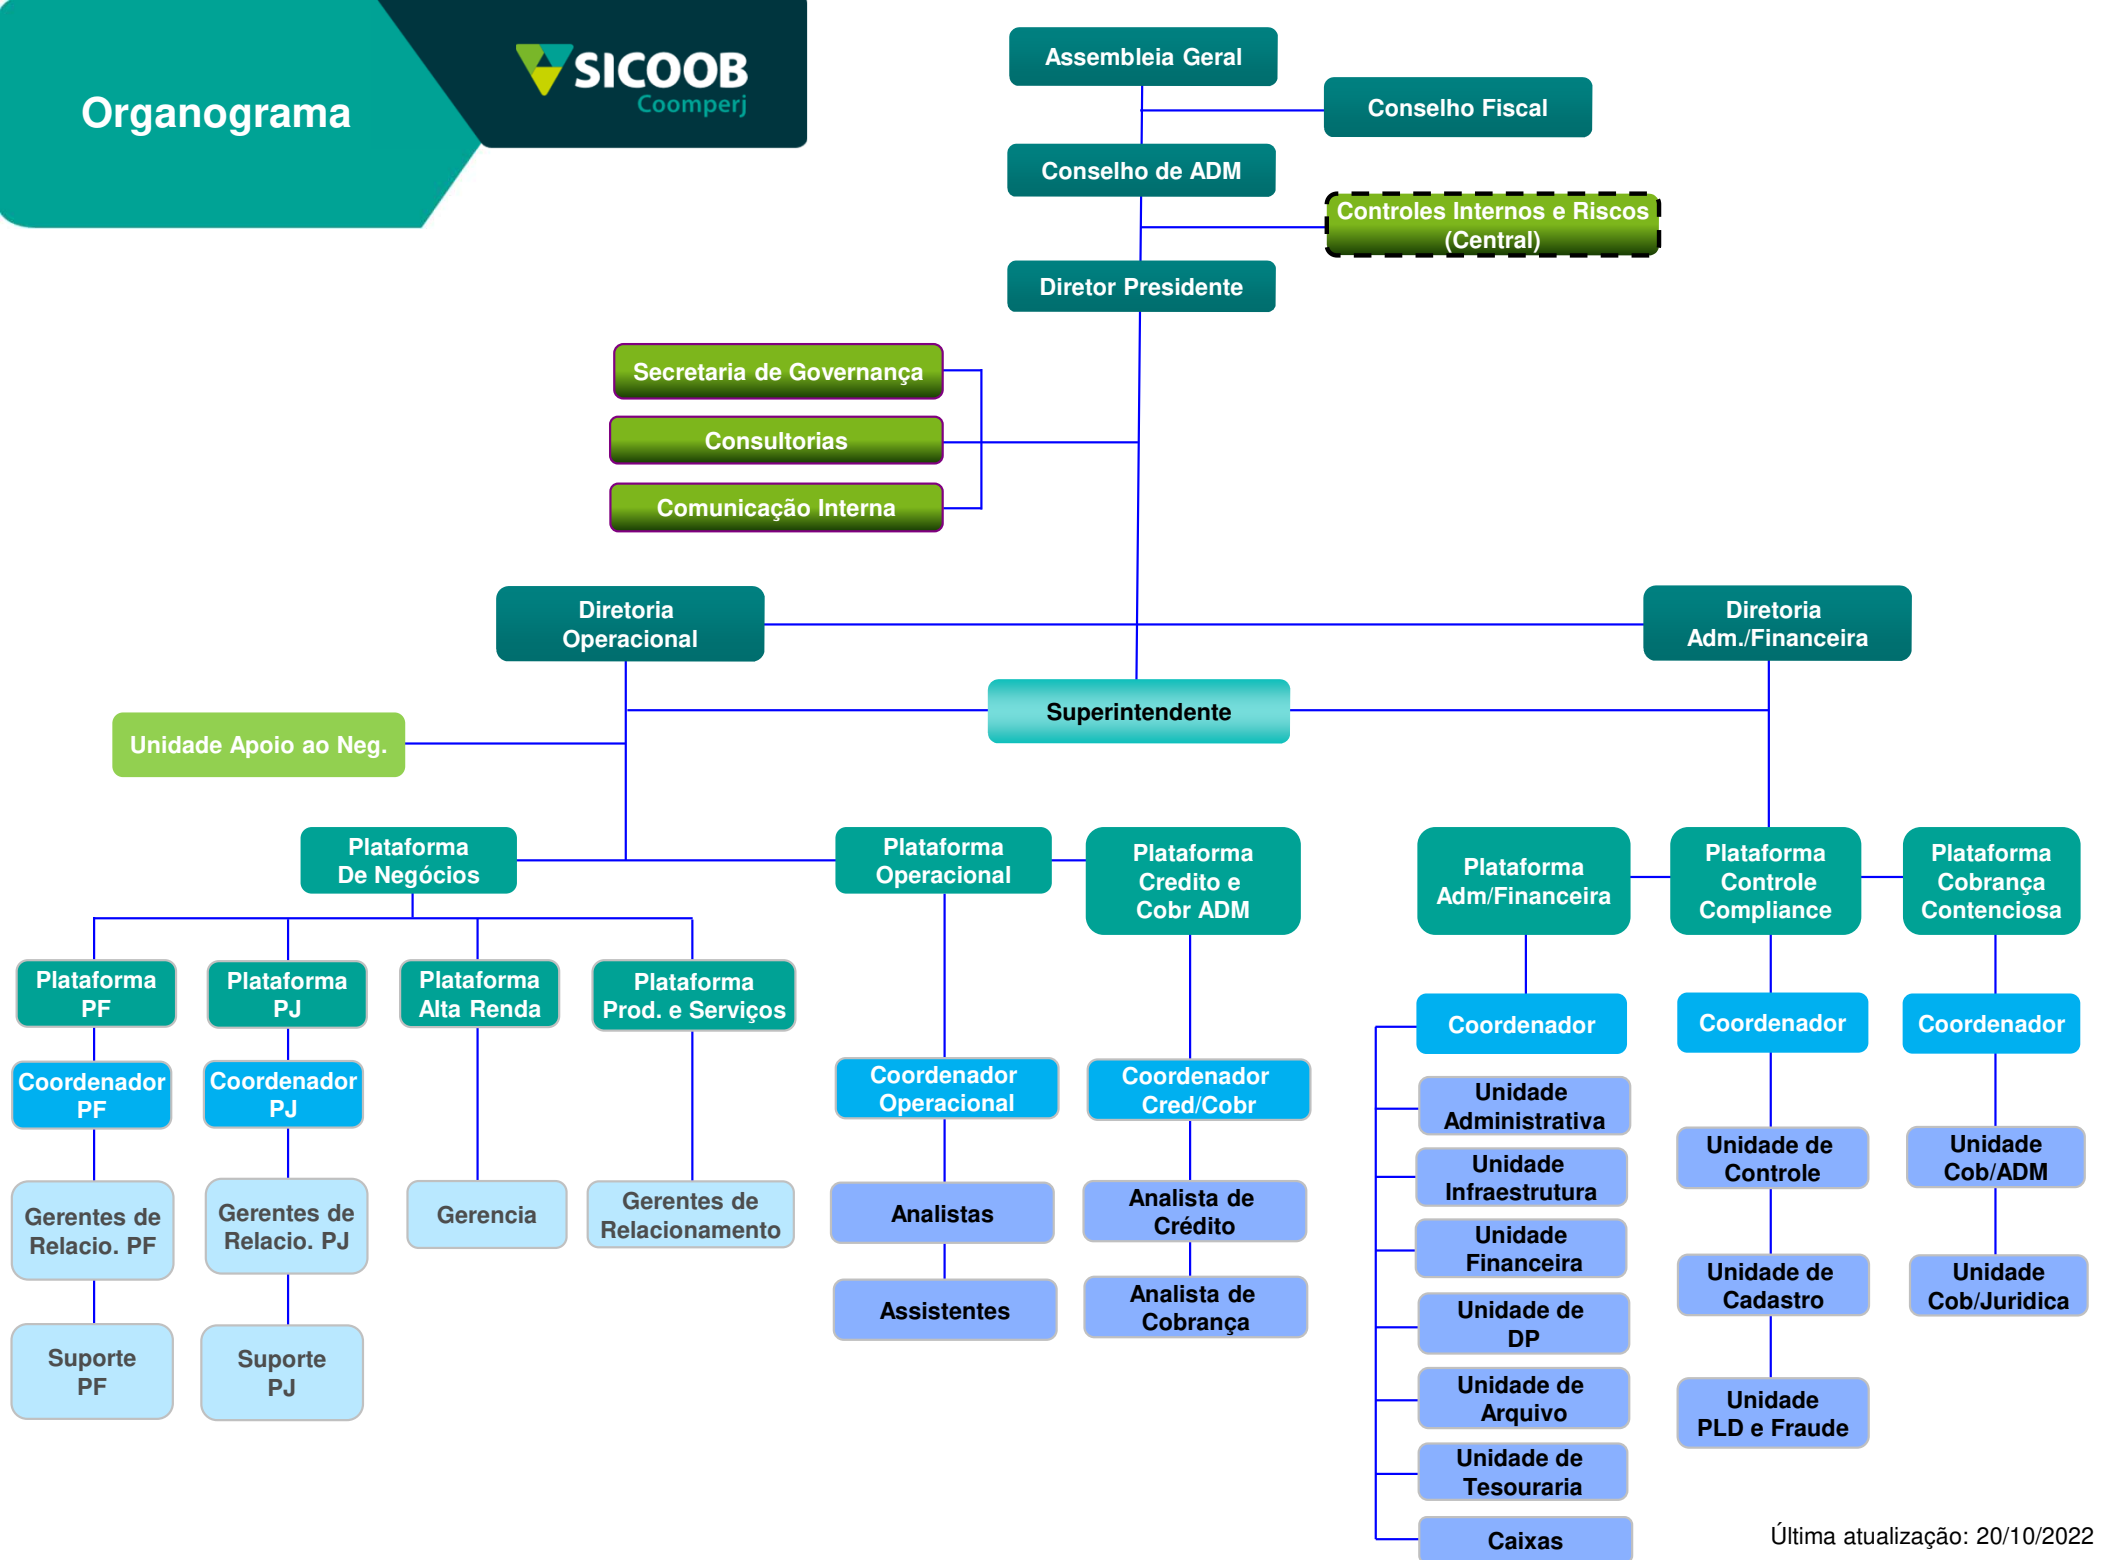 Organograma
SICOOB
Coomperj
Assembleia Geral
Conselho Fiscal
Conselho de ADM
Controles Internos e Riscos
(Central)
Diretor Presidente
Secretaria de Governança
Consultorias
Comunicação Interna
Diretoria
Operacional
Diretoria
Adm./Financeira
Superintendente
Unidade Apoio ao Neg.
Plataforma
De Negócios
Plataforma
Operacional
Plataforma
Credito e
Cobr ADM
Plataforma
Adm/Financeira
Plataforma
Controle
Compliance
Plataforma
Cobrança
Contenciosa
Plataforma
PF
Plataforma
PJ
Plataforma
Alta Renda
Plataforma
Prod. e Serviços
Coordenador
Coordenador
Coordenador
Coordenador
PF
Coordenador
PJ
Coordenador
Operacional
Coordenador
Cred/Cobr
Gerentes de
Relacio. PF
Gerentes de
Relacio. PJ
Gerencia
Gerentes de
Relacionamento
Analistas
Analista de
Crédito
Suporte
PF
Suporte
PJ
Assistentes
Analista de
Cobrança
Unidade
Administrativa
Unidade
Infraestrutura
Unidade
Financeira
Unidade de
DP
Unidade de
Arquivo
Unidade de
Tesouraria
Caixas
Unidade de
Controle
Unidade de
Cadastro
Unidade
PLD e Fraude
Unidade
Cob/ADM
Unidade
Cob/Juridica
Última atualização: 20/10/2022